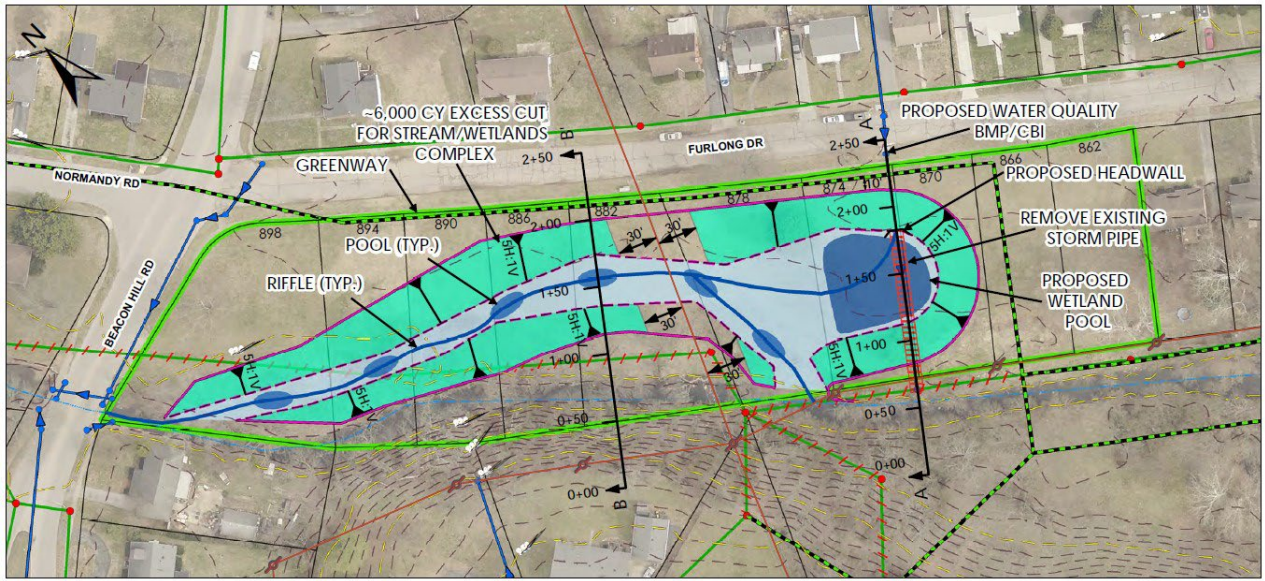 N
~6,000 CY EXCESS CUT
FOR STREAM/WETLANDS
COMPLEX
GREENWAY
NORMANDY RD
BEACON HILL RD
POOL (TYP.)
RIFFLE (TYP.)
FURLONG DR
PROPOSED WATER QUALITY
BMP/CBI
PROPOSED HEADWALL
REMOVE EXISTING
STORM PIPE
PROPOSED
WETLAND
POOL
898
894
890
886
882
878
874
870
866
862
B'
2+50
2+00
1+50
1+00
0+50
0+00
B
A'
2+50
2+00
1+50
1+00
0+50
0+00
A
5H:1V
5H:1V
5H:1V
5H:1V
5H:1V
5H:1V
30'
30'
30'
30'